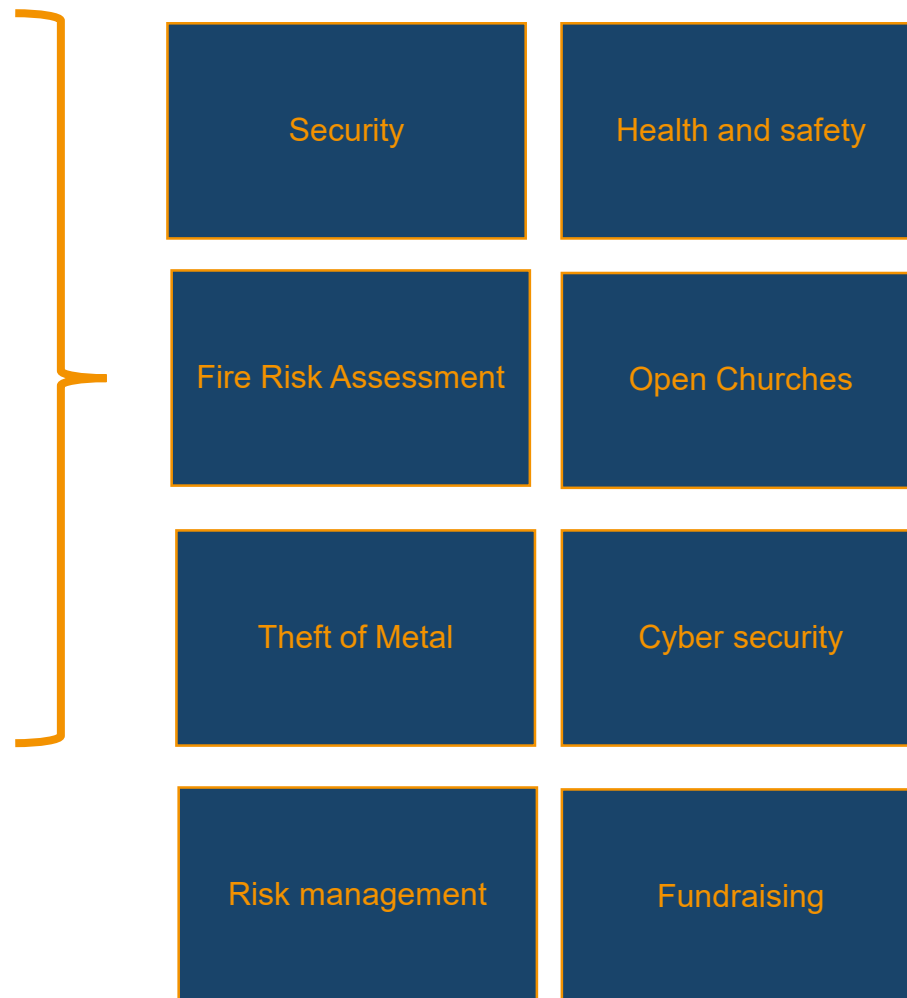 Security
Health and safety
Fire Risk Assessment
Open Churches
Theft of Metal
Cyber security
Risk management
Fundraising